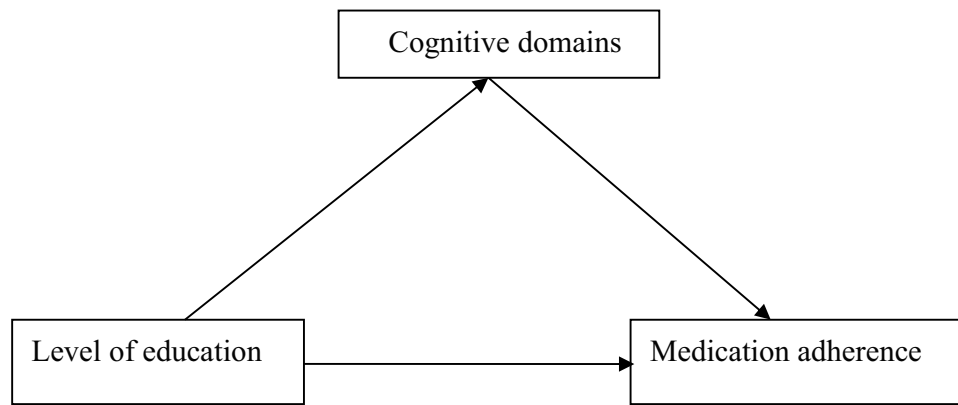 Cognitive domains
Level of education
Medication adherence